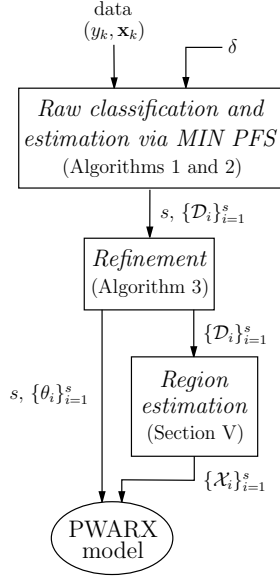 data
(y_k, 𝐱_k)
δ
Raw classification and
estimation via MIN PFS
(Algorithms 1 and 2)
s, {𝒟_i}_{i=1}^s
Refinement
(Algorithm 3)
{𝒟_i}_{i=1}^s
s, {θ_i}_{i=1}^s
Region
estimation
(Section V)
{𝒳_i}_{i=1}^s
PWARX
model